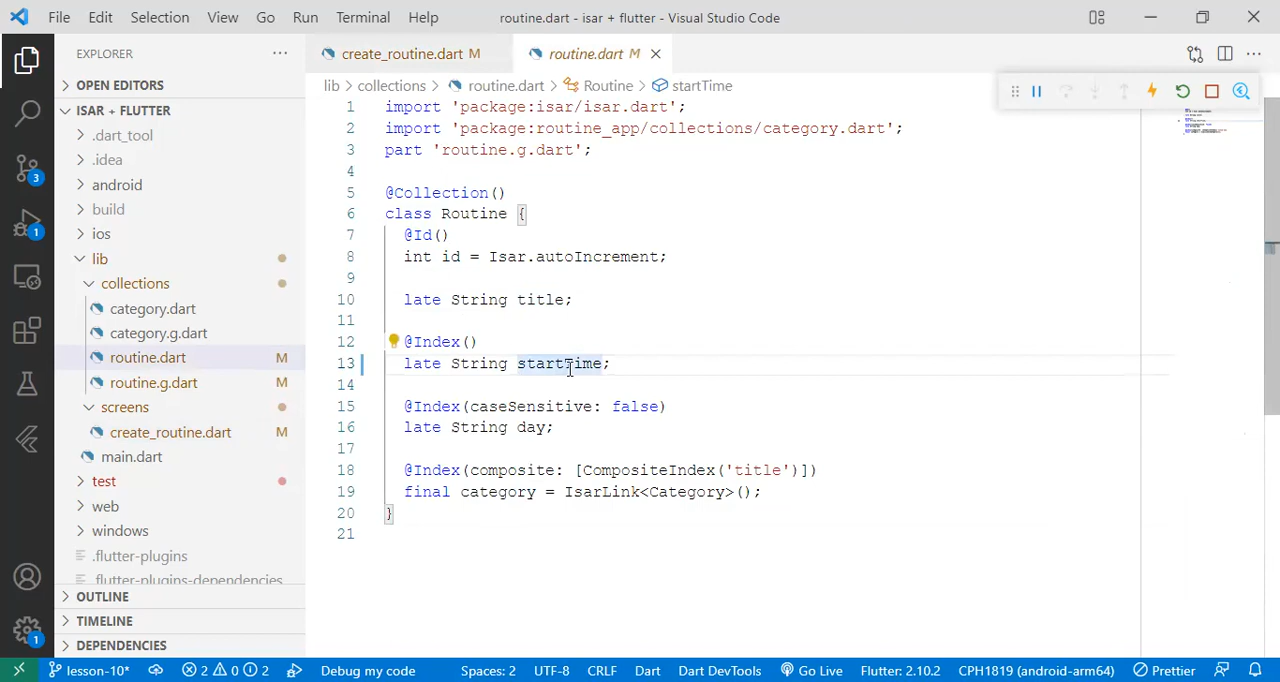 File Edit Selection View Go Run Terminal Help routine.dart - isar + flutter - Visual Studio Code
EXPLORER
create_routine.dart M routine.dart M
OPEN EDITORS
lib > collections > routine.dart > Routine > startTime
ISAR + FLUTTER
.dart_tool
.idea
android
build
ios
lib
collections
category.dart
category.g.dart
routine.dart M
routine.g.dart M
screens
create_routine.dart M
main.dart
test
web
windows
.flutter-plugins
.flutter-plugins-dependencies
OUTLINE
TIMELINE
DEPENDENCIES
3
1
1
1 import 'package:isar/isar.dart';
2 import 'package:routine_app/collections/category.dart';
3 part 'routine.g.dart';
4
5 @Collection()
6 class Routine {
7 @Id()
8 int id = Isar.autoIncrement;
9
10 late String title;
11
12 @Index()
13 late String startTime;
14
15 @Index(caseSensitive: false)
16 late String day;
17
18 @Index(composite: [CompositeIndex('title')])
19 final category = IsarLink<Category>();
20 }
21
lesson-10* 2 0 2 Debug my code Spaces: 2 UTF-8 CRLF Dart Dart DevTools Go Live Flutter: 2.10.2 CPH1819 (android-arm64) Prettier